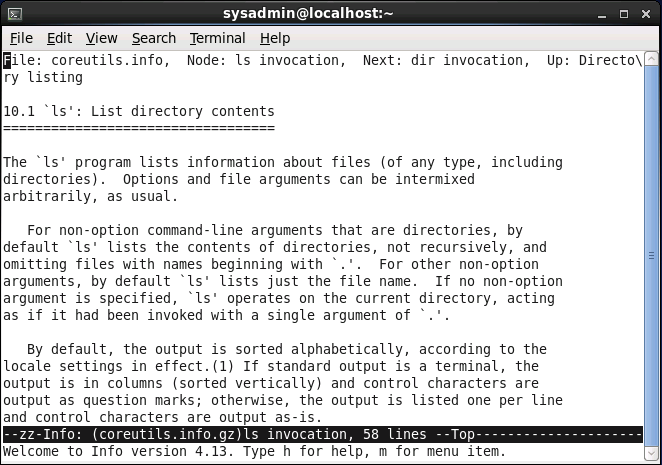 sysadmin@localhost:~
File Edit View Search Terminal Help
File: coreutils.info,  Node: ls invocation,  Next: dir invocation,  Up: Directo\
ry listing
10.1 `ls': List directory contents
==================================
The `ls' program lists information about files (of any type, including
directories).  Options and file arguments can be intermixed
arbitrarily, as usual.
For non-option command-line arguments that are directories, by
default `ls' lists the contents of directories, not recursively, and
omitting files with names beginning with `.'.  For other non-option
arguments, by default `ls' lists just the file name.  If no non-option
argument is specified, `ls' operates on the current directory, acting
as if it had been invoked with a single argument of `.'.
By default, the output is sorted alphabetically, according to the
locale settings in effect.(1) If standard output is a terminal, the
output is in columns (sorted vertically) and control characters are
output as question marks; otherwise, the output is listed one per line
and control characters are output as-is.
--zz-Info: (coreutils.info.gz)ls invocation, 58 lines --Top---------------------
Welcome to Info version 4.13. Type h for help, m for menu item.